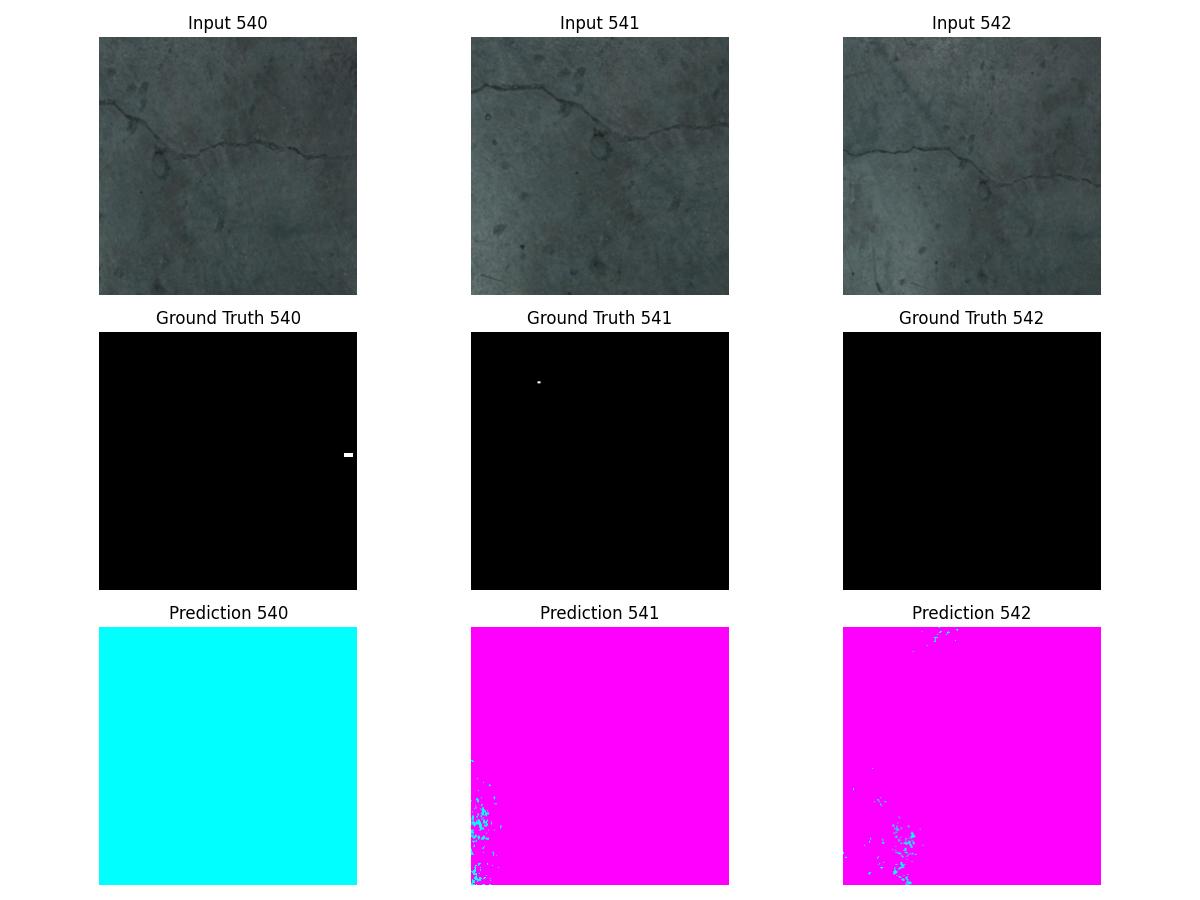 Input 540
Input 541
Input 542
Ground Truth 540
Ground Truth 541
Ground Truth 542
Prediction 540
Prediction 541
Prediction 542